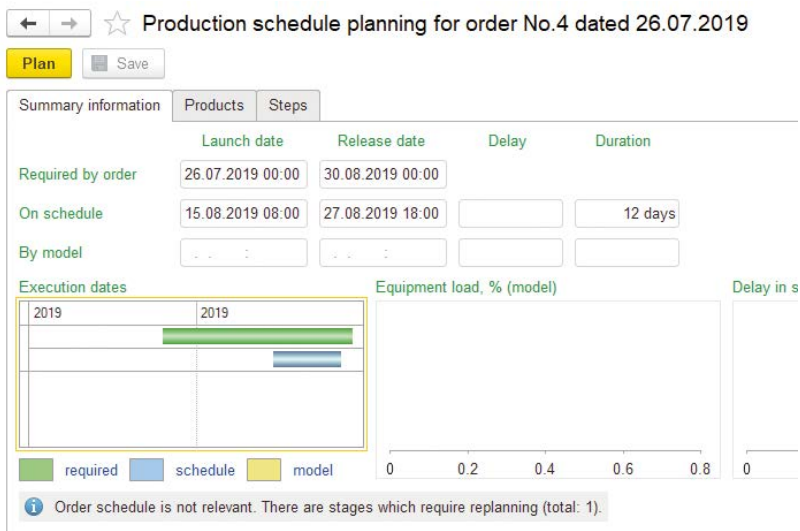 Production schedule planning for order No.4 dated 26.07.2019
Plan Save
Summary information Products Steps
Launch date Release date Delay Duration
Required by order 26.07.2019 00:00 30.08.2019 00:00
On schedule 15.08.2019 08:00 27.08.2019 18:00 12 days
By model . . : . . :
Execution dates Equipment load, % (model) Delay in s
2019 2019
required schedule model 0 0.2 0.4 0.6 0.8 0
Order schedule is not relevant. There are stages which require replanning (total: 1).